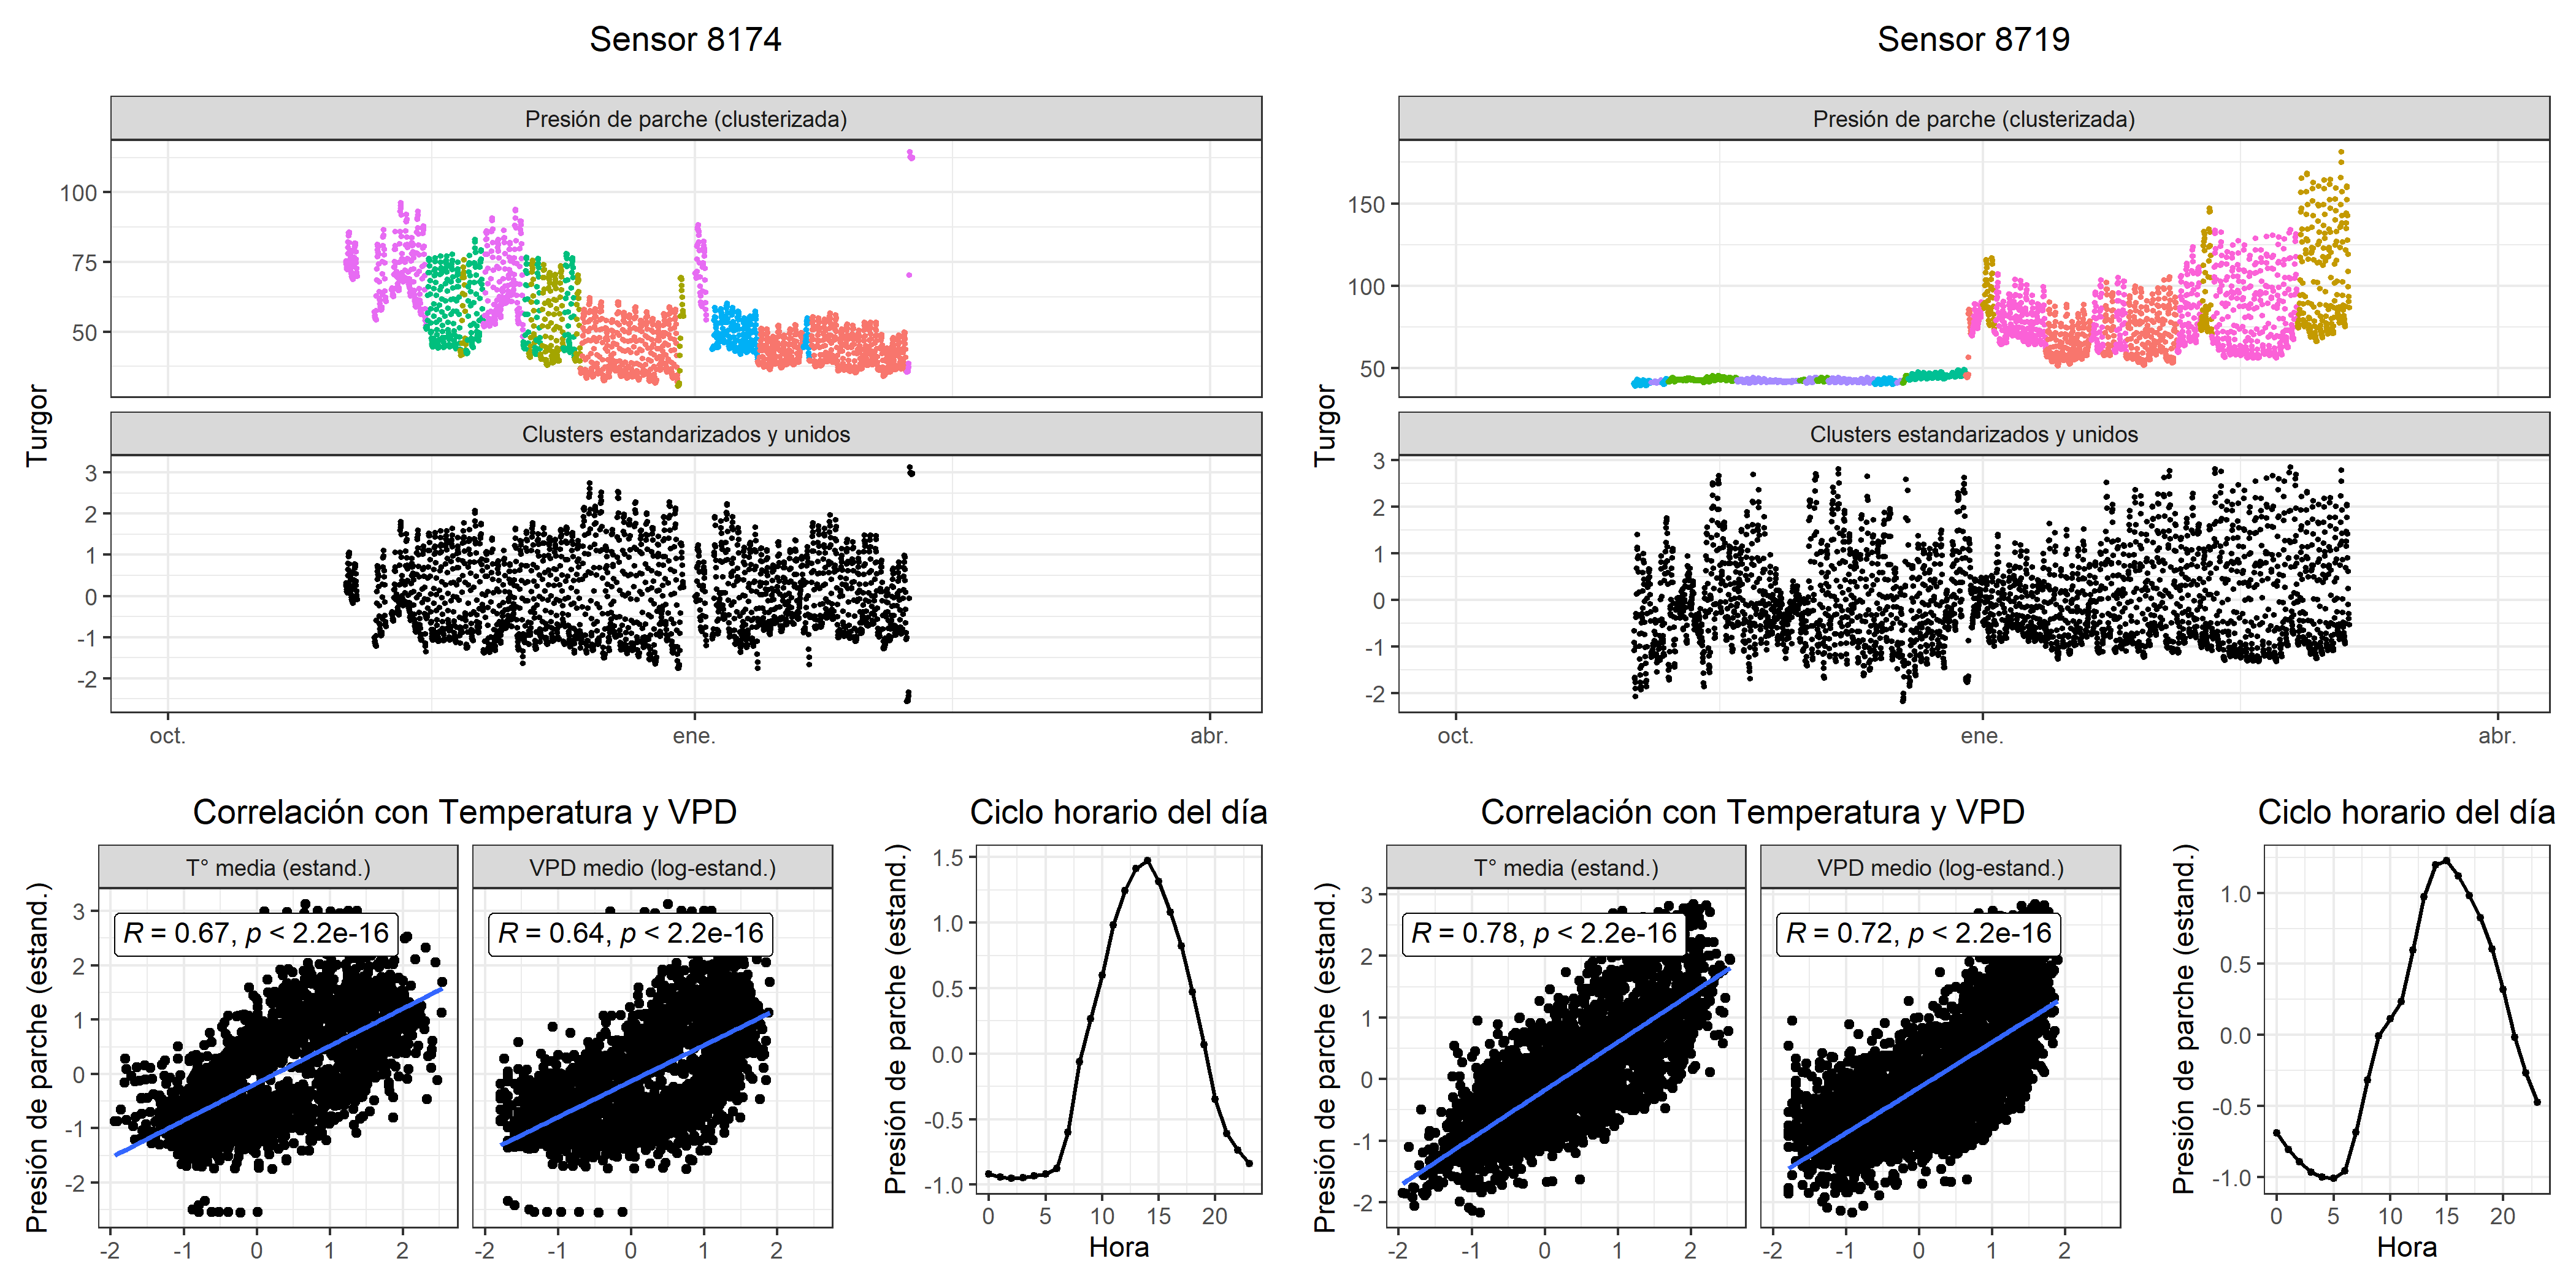 Sensor 8174
Presión de parche (clusterizada)
100
75
50
Turgor
Clusters estandarizados y unidos
3
2
1
0
-1
-2
oct.
ene.
abr.
Correlación con Temperatura y VPD
T° media (estand.)
VPD medio (log-estand.)
R = 0.67, p < 2.2e-16
R = 0.64, p < 2.2e-16
Presión de parche (estand.)
3
2
1
0
-1
-2
-2 -1 0 1 2
-2 -1 0 1 2
Ciclo horario del día
Presión de parche (estand.)
1.5
1.0
0.5
0.0
-0.5
-1.0
0 5 10 15 20
Hora
Sensor 8719
Presión de parche (clusterizada)
150
100
50
Turgor
Clusters estandarizados y unidos
3
2
1
0
-1
-2
oct.
ene.
abr.
Correlación con Temperatura y VPD
T° media (estand.)
VPD medio (log-estand.)
R = 0.78, p < 2.2e-16
R = 0.72, p < 2.2e-16
Presión de parche (estand.)
3
2
1
0
-1
-2
-2 -1 0 1 2
-2 -1 0 1 2
Ciclo horario del día
Presión de parche (estand.)
1.0
0.5
0.0
-0.5
-1.0
0 5 10 15 20
Hora